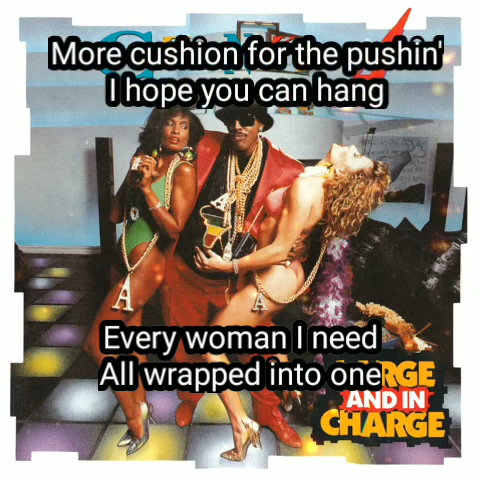 More cushion for the pushin'
I hope you can hang
A
A
A
Every woman I need
All wrapped into one
RGE
AND IN
CHARGE